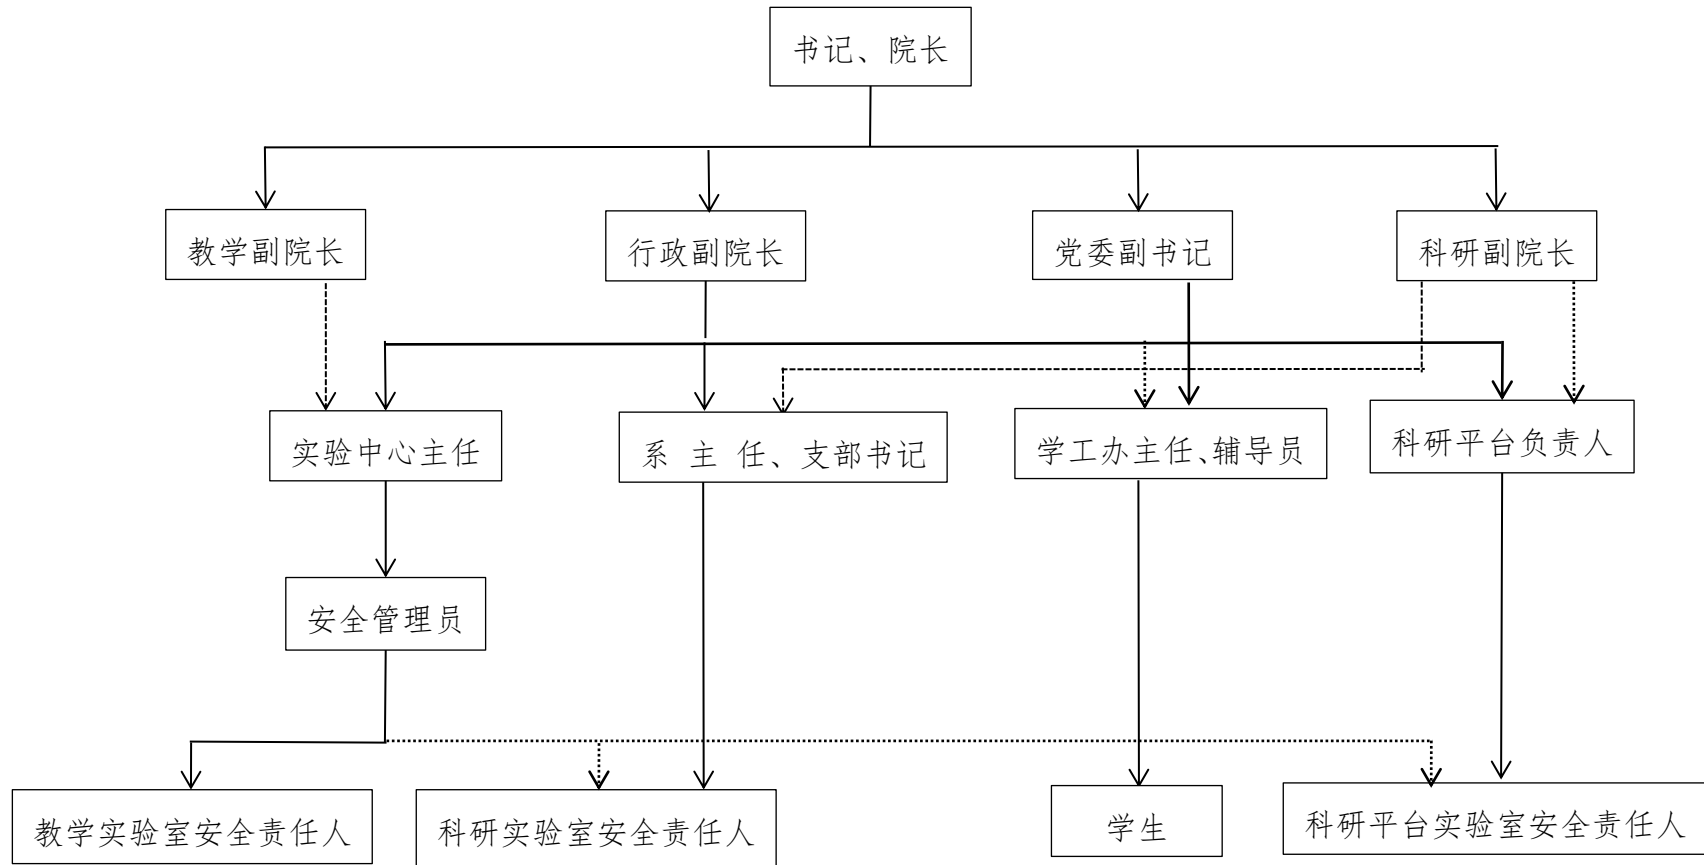 书记、院长
教学副院长
行政副院长
党委副书记
科研副院长
实验中心主任
系 主 任、支部书记
学工办主任、辅导员
科研平台负责人
安全管理员
教学实验室安全责任人
科研实验室安全责任人
学生
科研平台实验室安全责任人